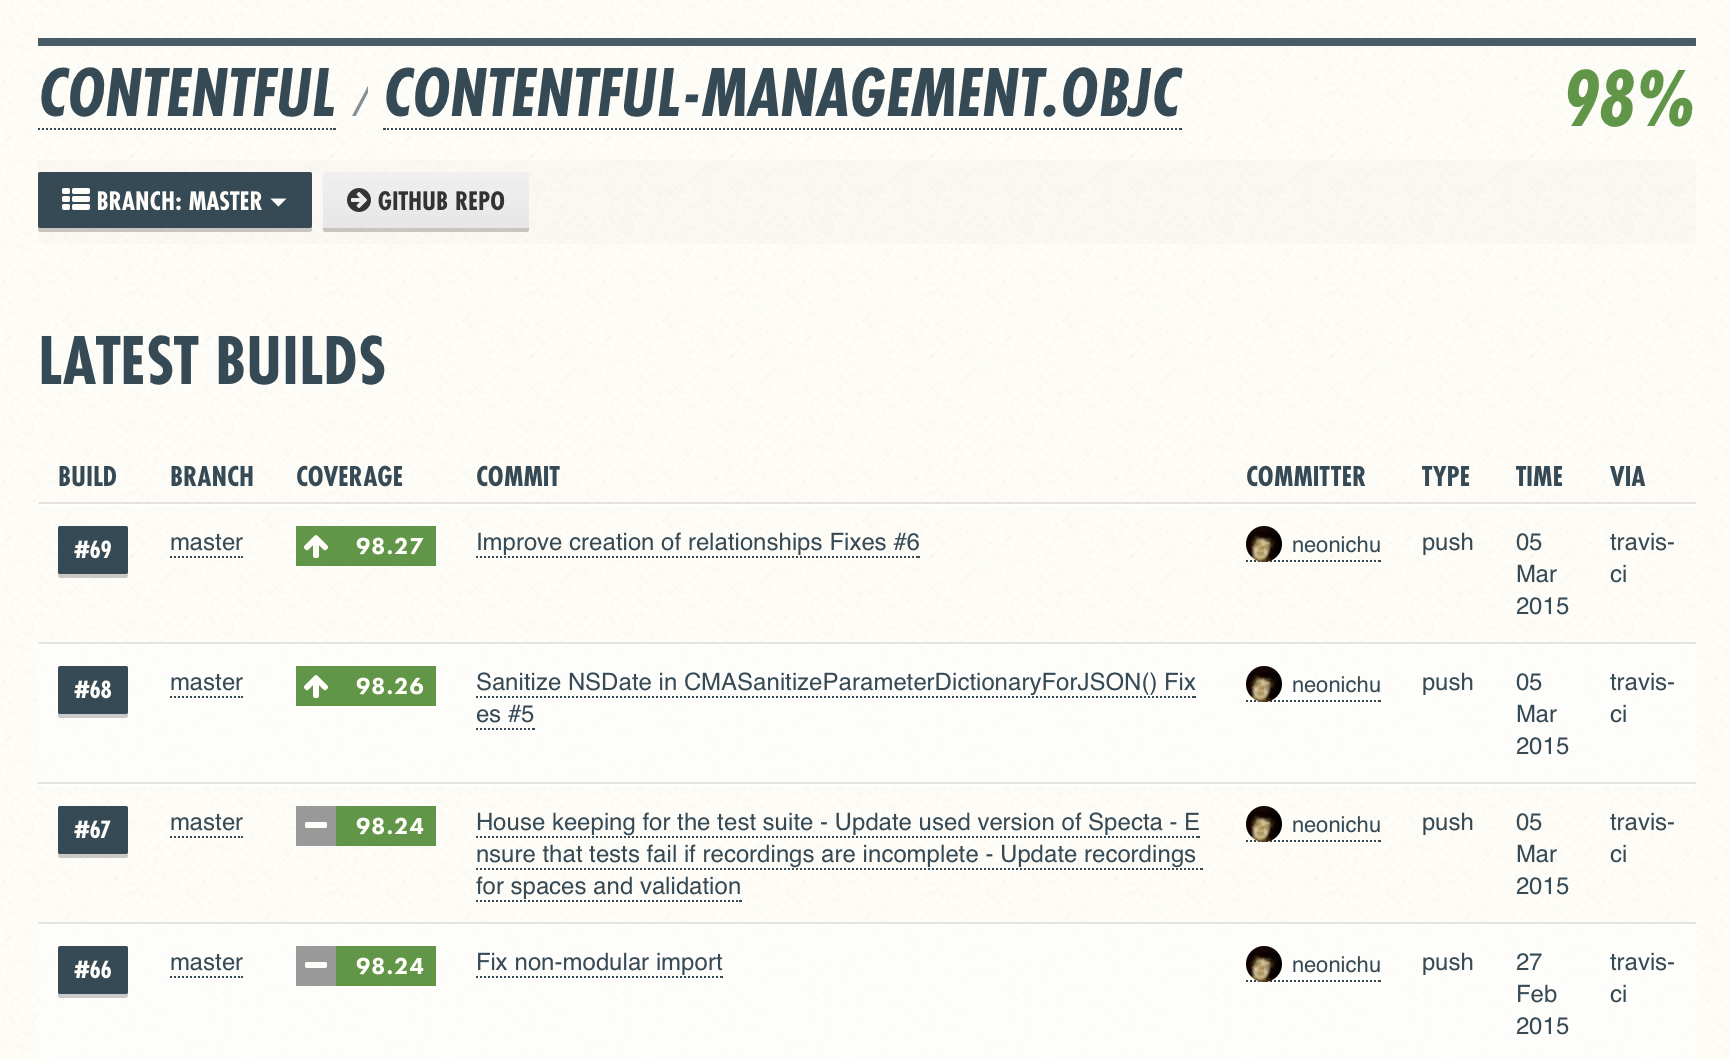 CONTENTFUL / CONTENTFUL-MANAGEMENT.OBJC 98%
BRANCH: MASTER GITHUB REPO
LATEST BUILDS
BUILD BRANCH COVERAGE COMMIT COMMITTER TYPE TIME VIA
#69 master 98.27 Improve creation of relationships Fixes #6 neonichu push 05 travis-
Mar ci
2015
#68 master 98.26 Sanitize NSDate in CMASanitizeParameterDictionaryForJSON() Fix neonichu push 05 travis-
es #5 Mar ci
2015
#67 master 98.24 House keeping for the test suite - Update used version of Specta - E neonichu push 05 travis-
nsure that tests fail if recordings are incomplete - Update recordings Mar ci
for spaces and validation 2015
#66 master 98.24 Fix non-modular import neonichu push 27 travis-
Feb ci
2015